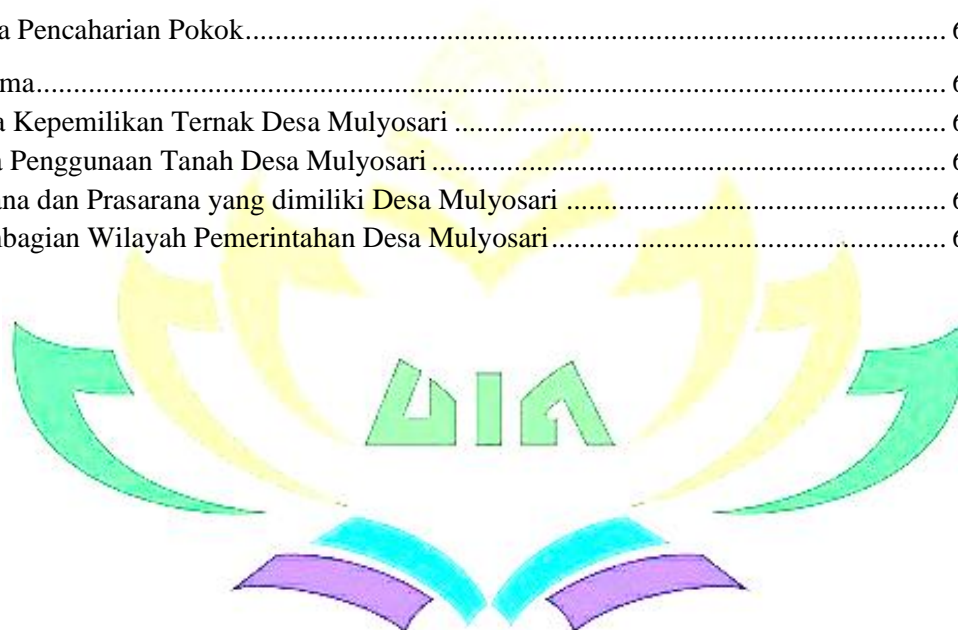 a Pencaharian Pokok.......................................................................................... 6
ma...................................................................................................................... 6
a Kepemilikan Ternak Desa Mulyosari ............................................................... 6
a Penggunaan Tanah Desa Mulyosari.................................................................. 6
ana dan Prasarana yang dimiliki Desa Mulyosari ................................................. 6
mbagian Wilayah Pemerintahan Desa Mulyosari................................................... 6